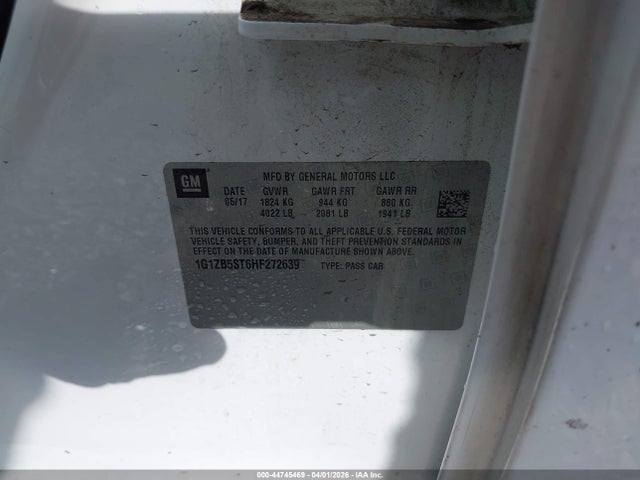 GM
MFD BY GENERAL MOTORS LLC
DATE GVWR GAWR FRT GAWR RR
05/17 1824 KG 944 KG 880 KG
4022 LB 2081 LB 1941 LB
THIS VEHICLE CONFORMS TO ALL APPLICABLE U.S. FEDERAL MOTOR
VEHICLE SAFETY, BUMPER, AND THEFT PREVENTION STANDARDS IN
EFFECT ON THE DATE OF MANUFACTURE SHOWN ABOVE.
1G1ZB5ST6HF272639 TYPE: PASS CAR
000-44745469 - 04/01/2026 - IAA Inc.